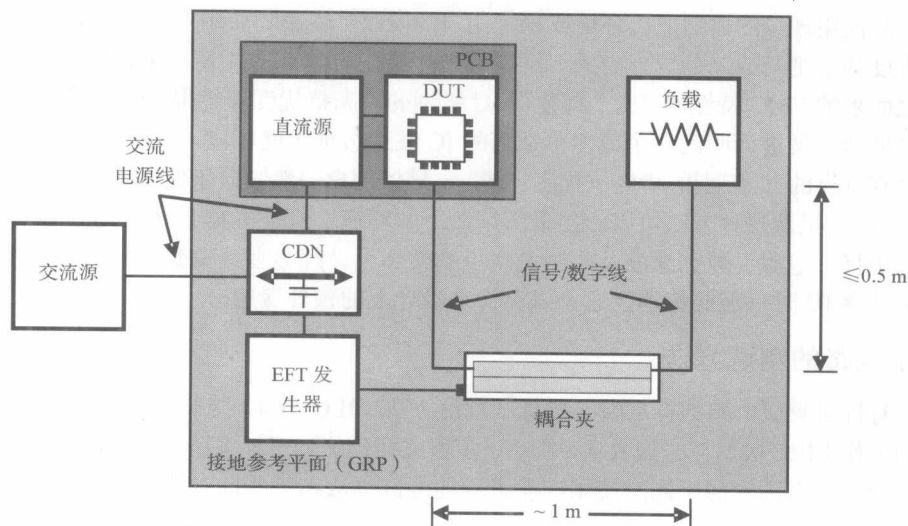 PCB
直流源
DUT
负载
交流
电源线
交流源
CDN
信号/数字线
≤0.5 m
EFT 发
生器
耦合夹
接地参考平面（GRP）
~ 1 m